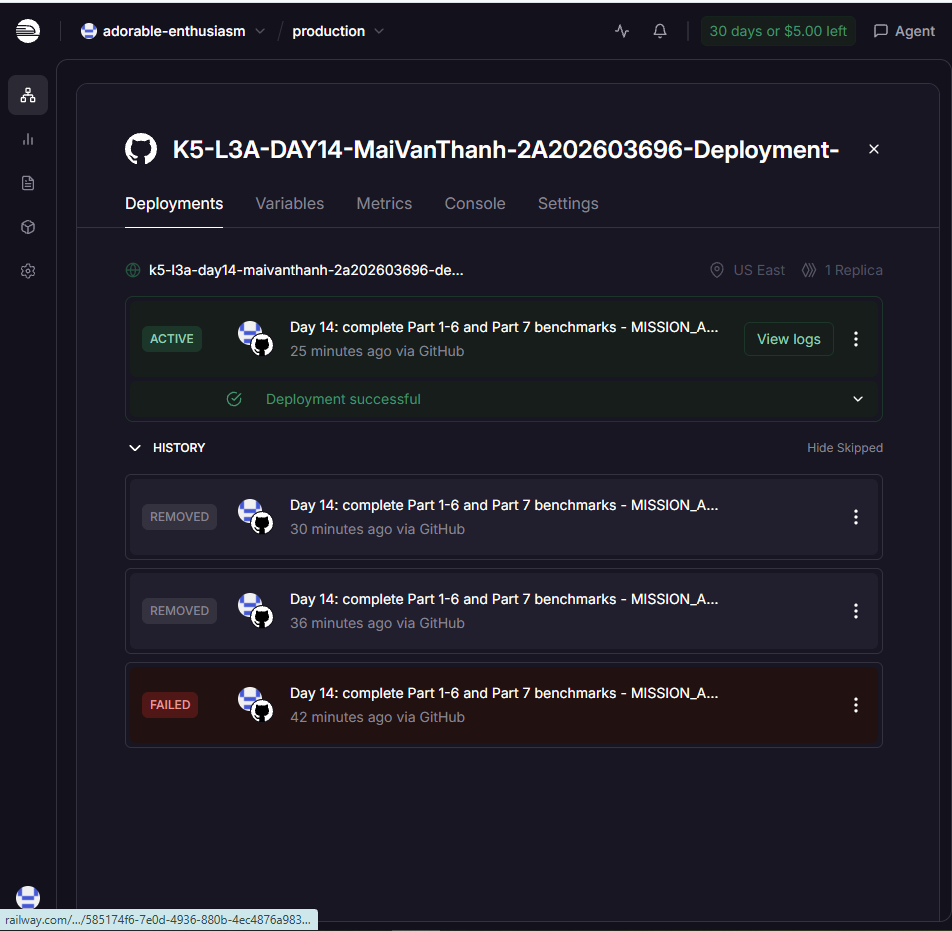 adorable-enthusiasm / production
30 days or $5.00 left
Agent
K5-L3A-DAY14-MaiVanThanh-2A202603696-Deployment-
Deployments Variables Metrics Console Settings
k5-l3a-day14-maivanthanh-2a202603696-de...
US East 1 Replica
ACTIVE
Day 14: complete Part 1-6 and Part 7 benchmarks - MISSION_A...
25 minutes ago via GitHub
View logs
Deployment successful
HISTORY
Hide Skipped
REMOVED
Day 14: complete Part 1-6 and Part 7 benchmarks - MISSION_A...
30 minutes ago via GitHub
REMOVED
Day 14: complete Part 1-6 and Part 7 benchmarks - MISSION_A...
36 minutes ago via GitHub
FAILED
Day 14: complete Part 1-6 and Part 7 benchmarks - MISSION_A...
42 minutes ago via GitHub
railway.com/.../585174f6-7e0d-4936-880b-4ec4876a983...